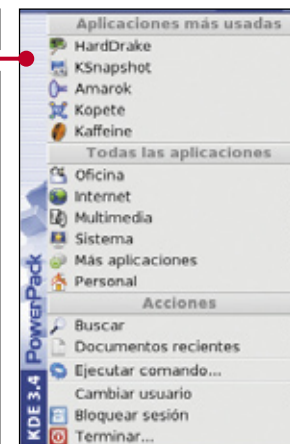 Aplicaciones más usadas
HardDrake
KSnapshot
Amarok
Kopete
Kaffeine
Todas las aplicaciones
Oficina
Internet
Multimedia
Sistema
Más aplicaciones
Personal
Acciones
Buscar
Documentos recientes
Ejecutar comando...
Cambiar usuario
Bloquear sesión
Terminar...
KDE 3.4 PowerPack